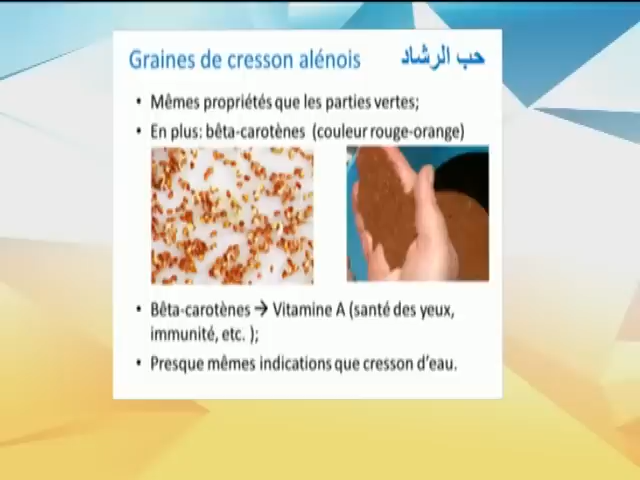 Graines de cresson alénois حب الرشاد
• Mêmes propriétés que les parties vertes;
• En plus: bêta-carotènes (couleur rouge-orange)
• Bêta-carotènes → Vitamine A (santé des yeux,
immunité, etc. );
• Presque mêmes indications que cresson d'eau.